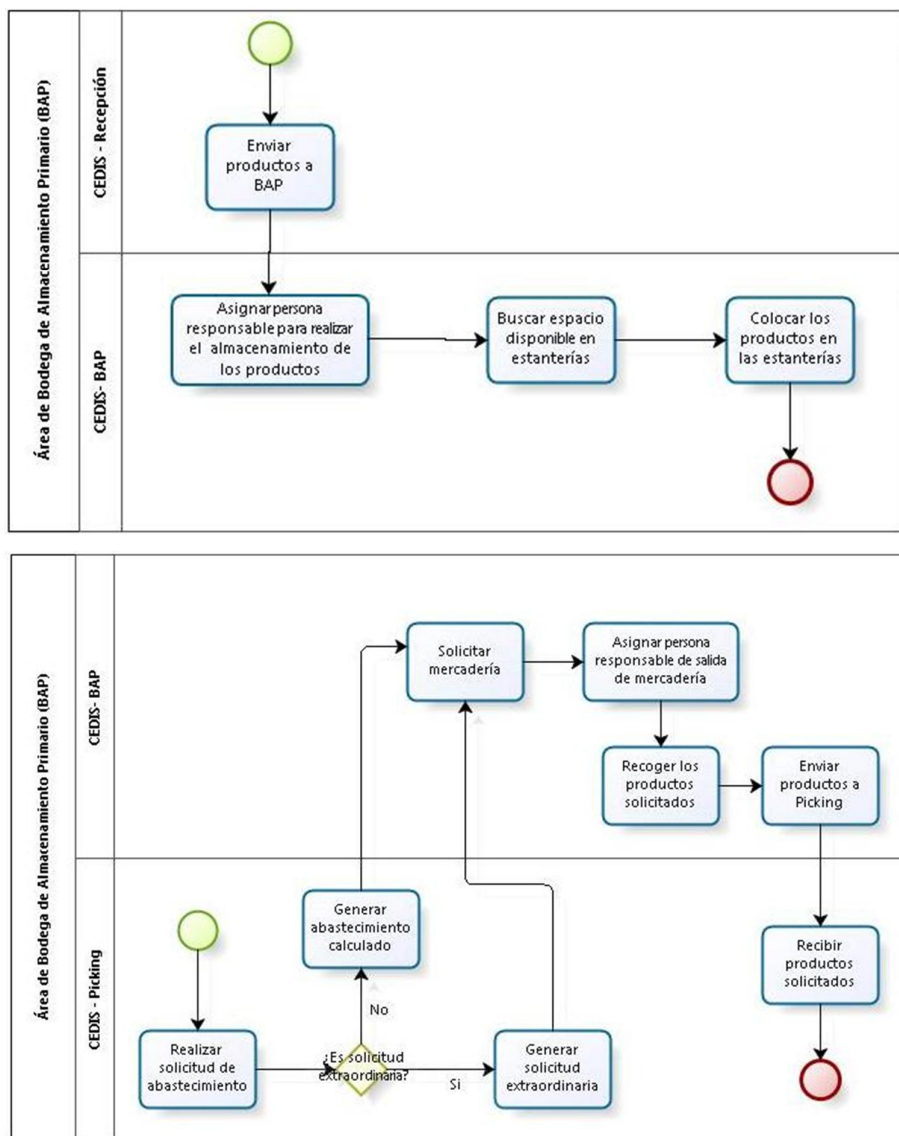 Área de Bodega de Almacenamiento Primario (BAP)
CEDIS - Recepción
Enviar
productos a
BAP
CEDIS- BAP
Asignar persona
responsable para realizar
el almacenamiento de
los productos
Buscar espacio
disponible en
estanterías
Colocar los
productos en
las estanterías
Área de Bodega de Almacenamiento Primario (BAP)
CEDIS- BAP
Solicitar
mercadería
Asignar persona
responsable de salida
de mercadería
Recoger los
productos
solicitados
Enviar
productos a
Picking
CEDIS - Picking
Generar
abastecimiento
calculado
Recibir
productos
solicitados
No
Realizar
solicitud de
abastecimiento
¿Es solicitud
extraordinaria?
Si
Generar
solicitud
extraordinaria